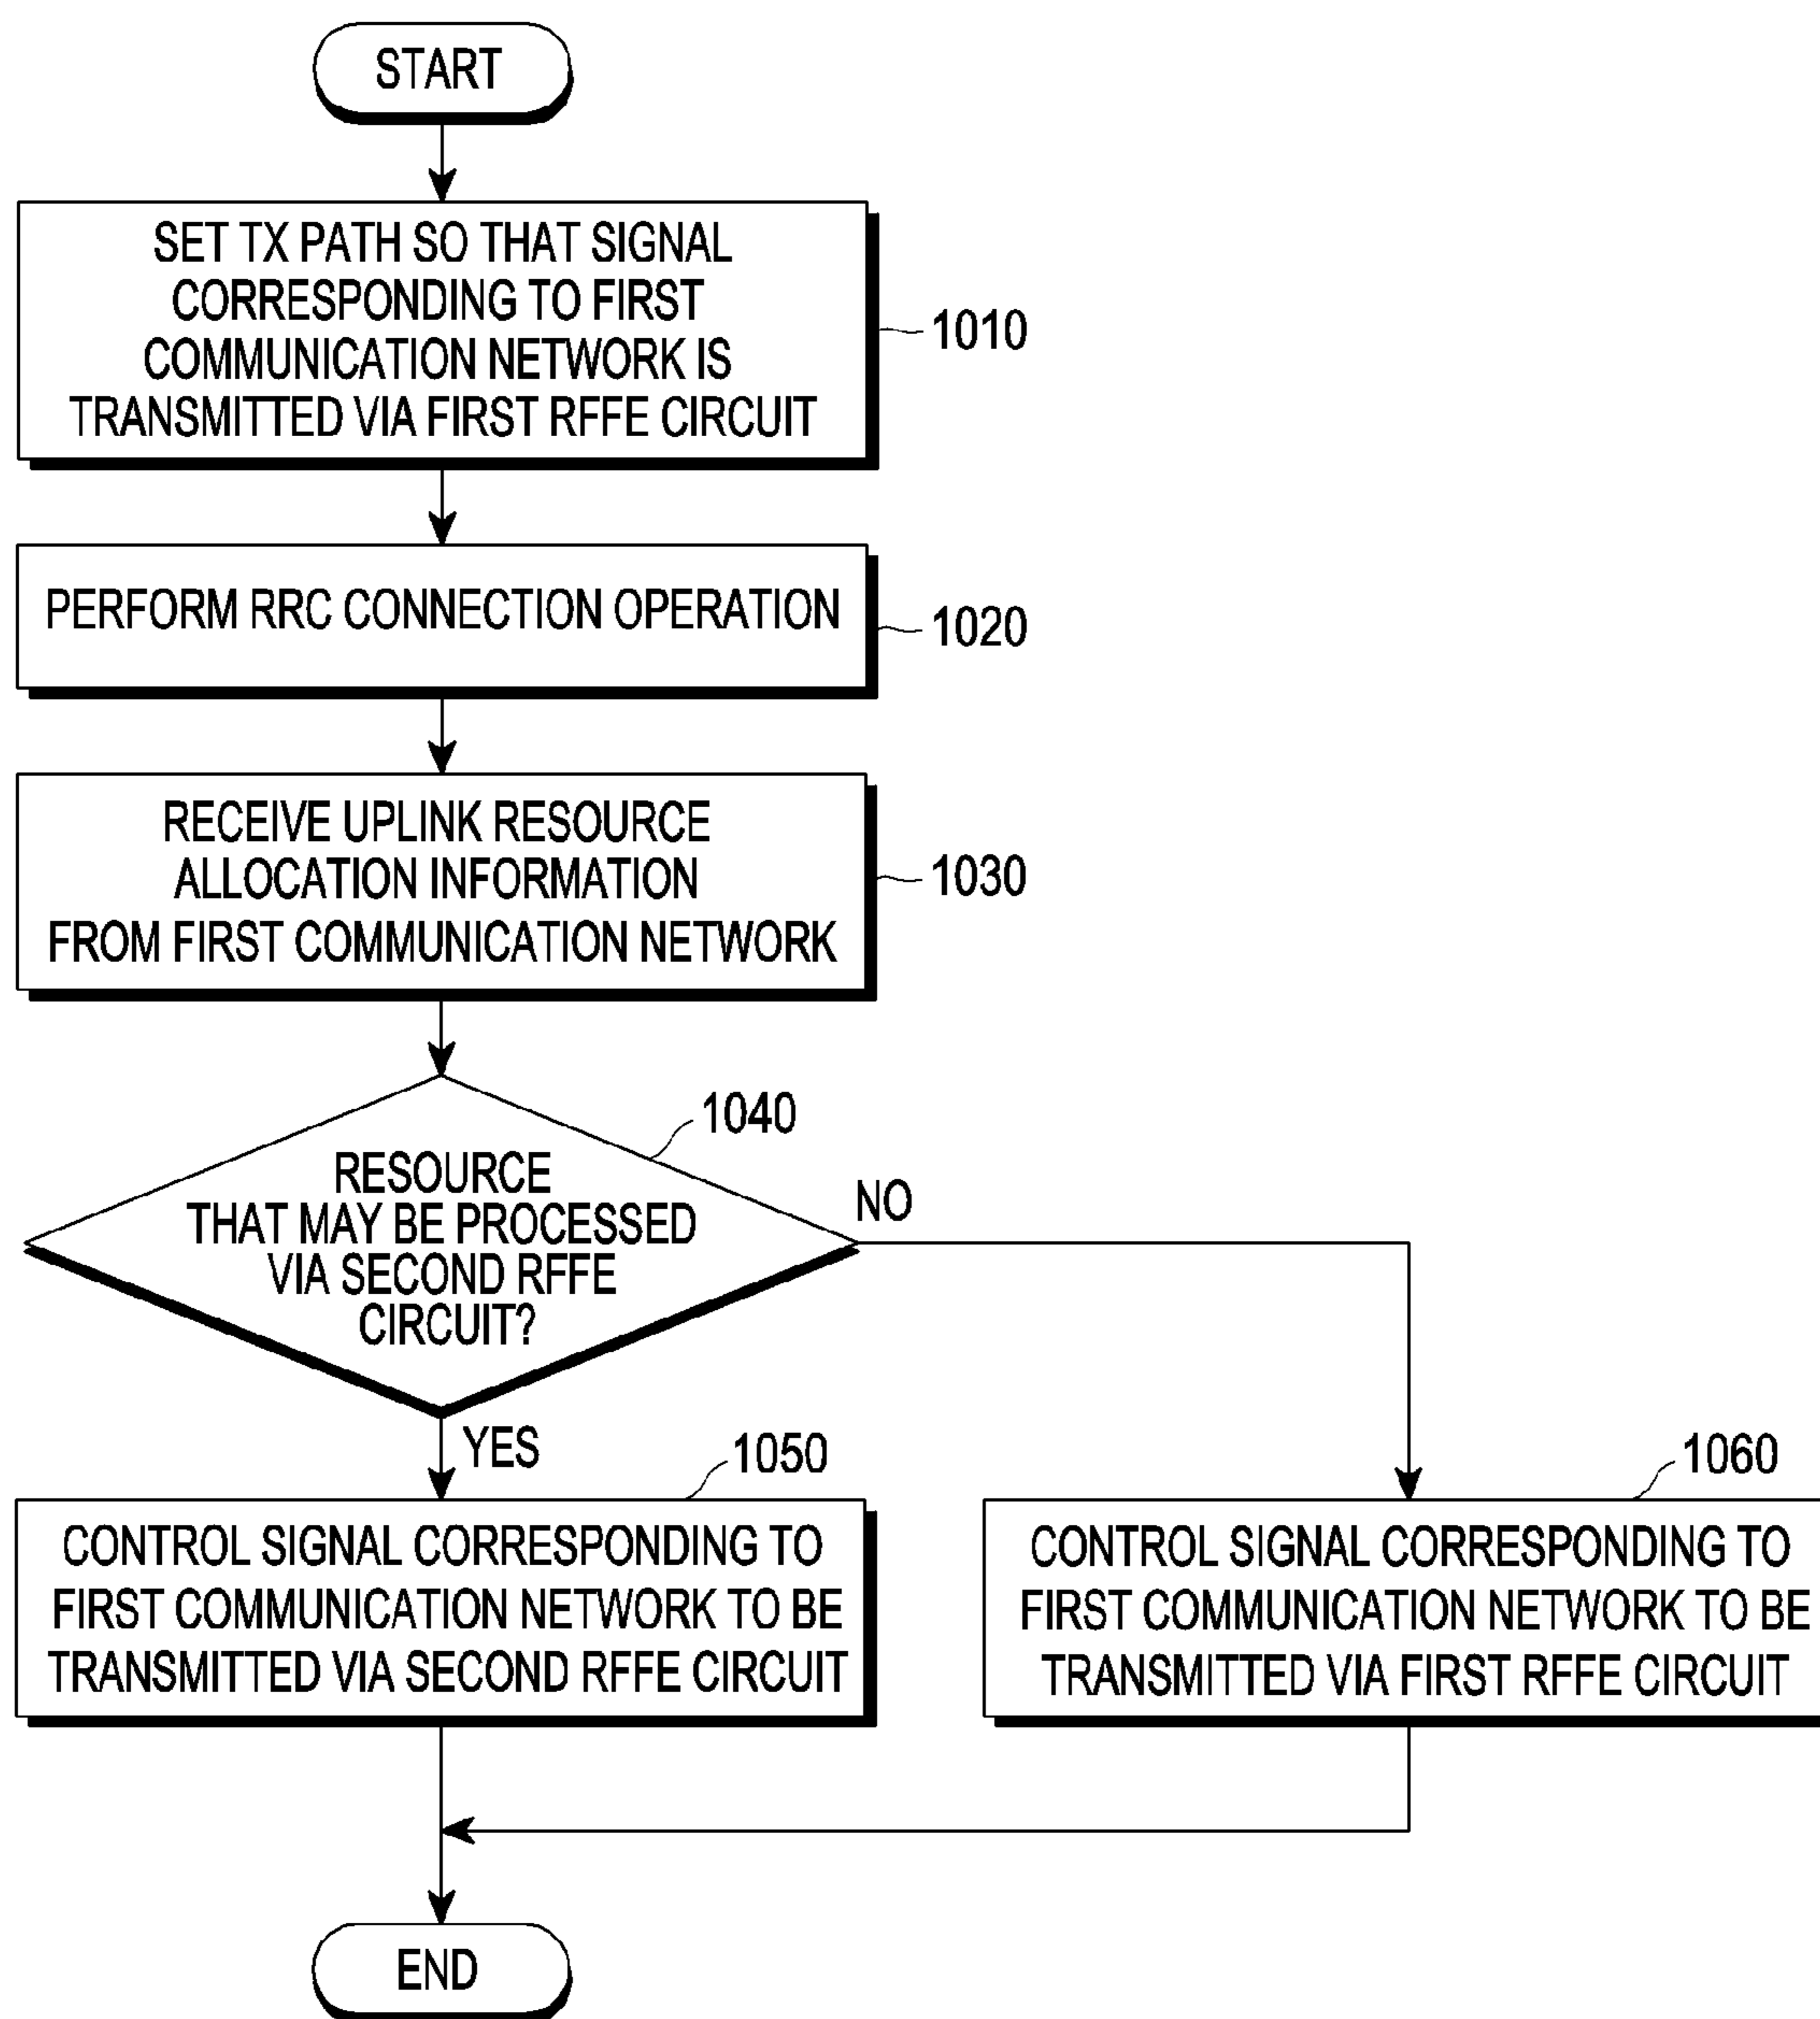 START
SET TX PATH SO THAT SIGNAL
CORRESPONDING TO FIRST
COMMUNICATION NETWORK IS
TRANSMITTED VIA FIRST RFFE CIRCUIT
1010
PERFORM RRC CONNECTION OPERATION
1020
RECEIVE UPLINK RESOURCE
ALLOCATION INFORMATION
FROM FIRST COMMUNICATION NETWORK
1030
1040
RESOURCE
THAT MAY BE PROCESSED
VIA SECOND RFFE
CIRCUIT?
NO
YES
1050
CONTROL SIGNAL CORRESPONDING TO
FIRST COMMUNICATION NETWORK TO BE
TRANSMITTED VIA SECOND RFFE CIRCUIT
1060
CONTROL SIGNAL CORRESPONDING TO
FIRST COMMUNICATION NETWORK TO BE
TRANSMITTED VIA FIRST RFFE CIRCUIT
END